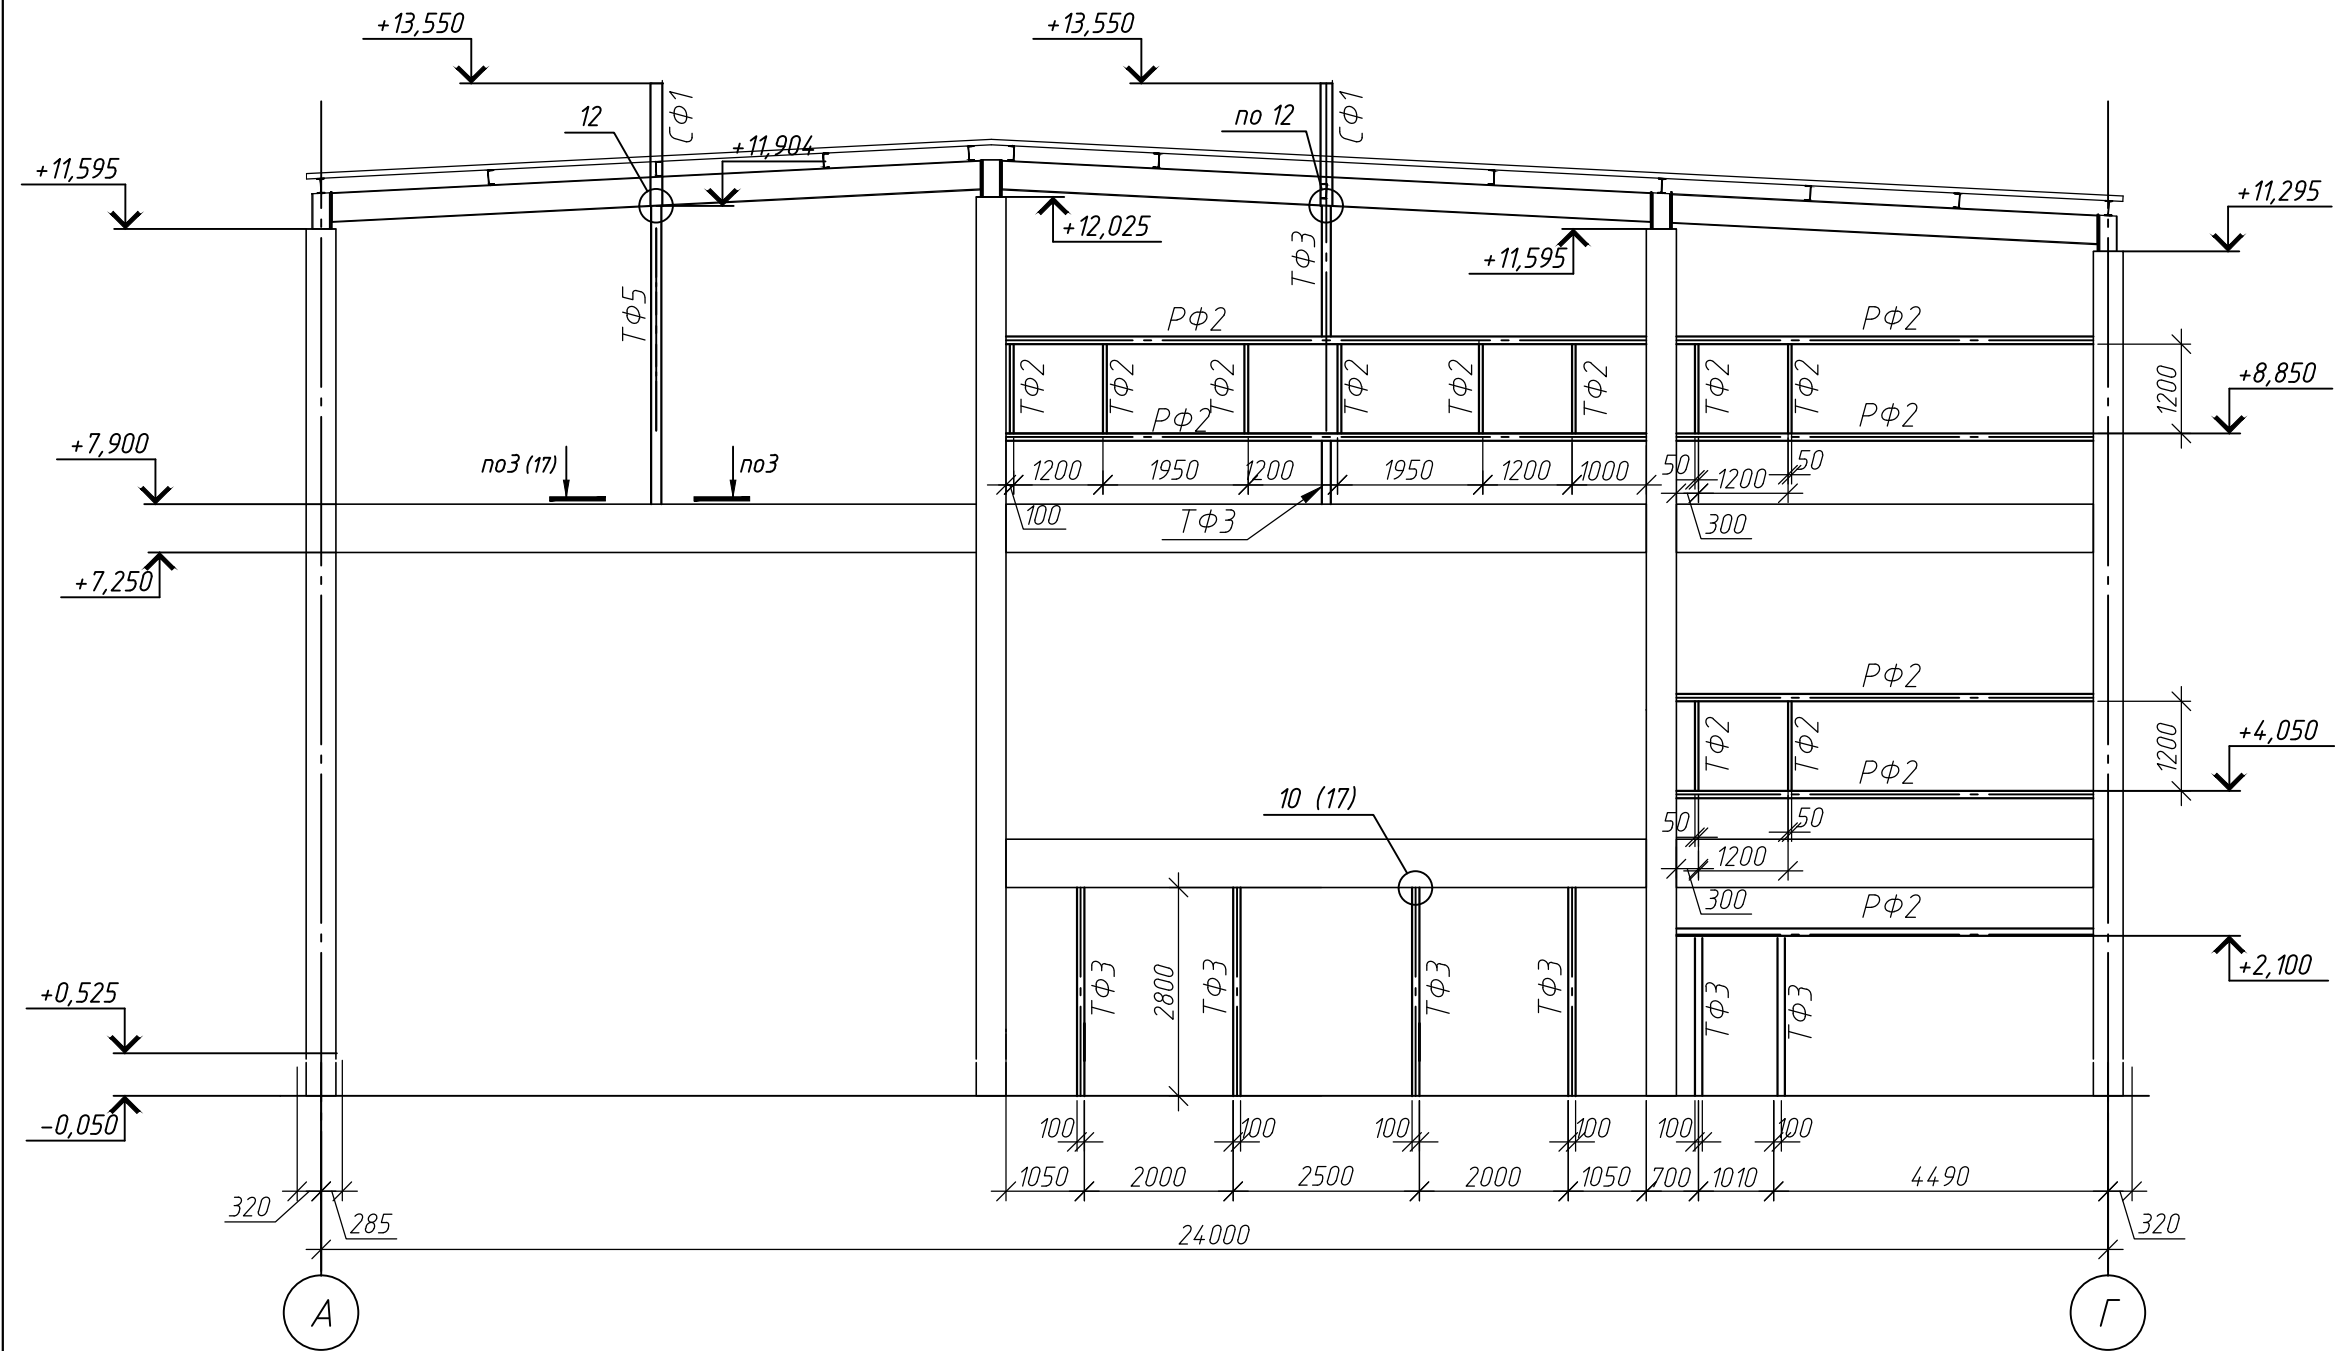 +13,550
+13,550
СФ1
СФ1
12
по 12
+11,904
+11,595
+11,295
+12,025
+11,595
ТФ5
ТФ3
РФ2
РФ2
ТФ2
ТФ2
ТФ2
ТФ2
ТФ2
ТФ2
ТФ2
ТФ2
1200
+8,850
РФ2
РФ2
+7,900
по3 (17)
по3
1200
1950
1200
1950
1200
1000
50
1200
50
100
ТФ3
300
+7,250
РФ2
ТФ2
ТФ2
1200
+4,050
РФ2
10 (17)
50
50
1200
300
РФ2
+2,100
ТФ3
2800
ТФ3
ТФ3
ТФ3
ТФ3
ТФ3
+0,525
-0,050
100
100
100
100
100
100
1050
2000
2500
2000
1050
700
1010
4490
320
285
320
24000
А
Г